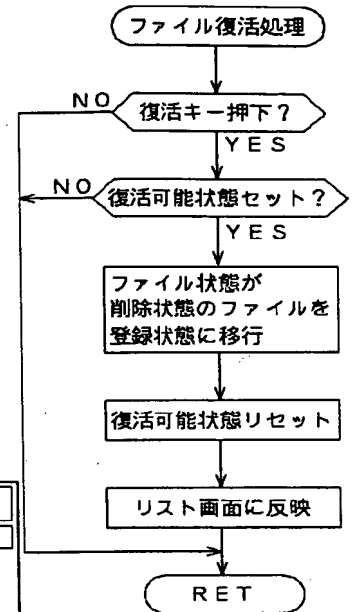 ファイル復活処理
NO
復活キー押下?
YES
NO
復活可能状態セット?
YES
ファイル状態が
削除状態のファイルを
登録状態に移行
復活可能状態リセット
リスト画面に反映
RET